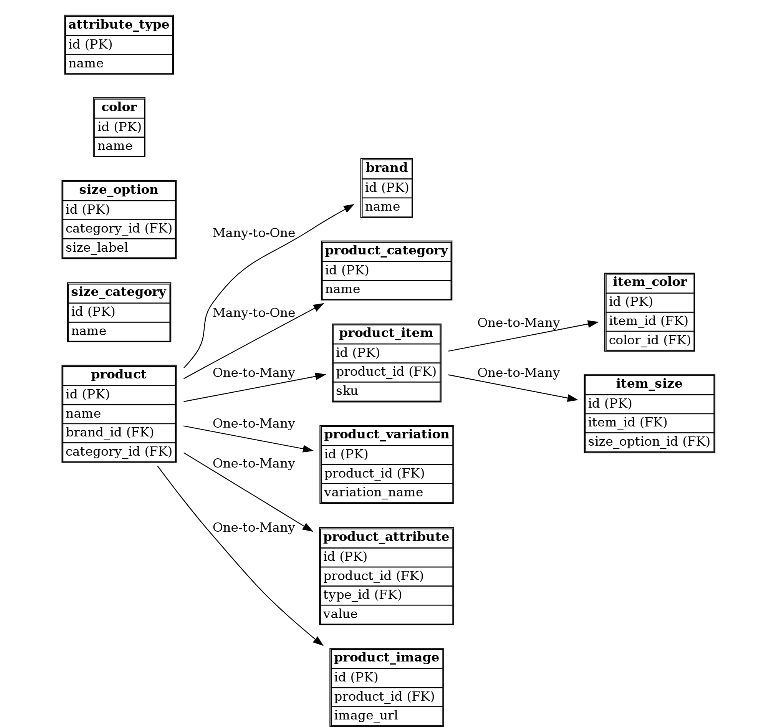 attribute_type
id (PK)
name
color
id (PK)
name
size_option
id (PK)
category_id (FK)
size_label
size_category
id (PK)
name
product
id (PK)
name
brand_id (FK)
category_id (FK)
Many-to-One
Many-to-One
One-to-Many
One-to-Many
One-to-Many
One-to-Many
brand
id (PK)
name
product_category
id (PK)
name
product_item
id (PK)
product_id (FK)
sku
product_variation
id (PK)
product_id (FK)
variation_name
product_attribute
id (PK)
product_id (FK)
type_id (FK)
value
product_image
id (PK)
product_id (FK)
image_url
One-to-Many
One-to-Many
item_color
id (PK)
item_id (FK)
color_id (FK)
item_size
id (PK)
item_id (FK)
size_option_id (FK)